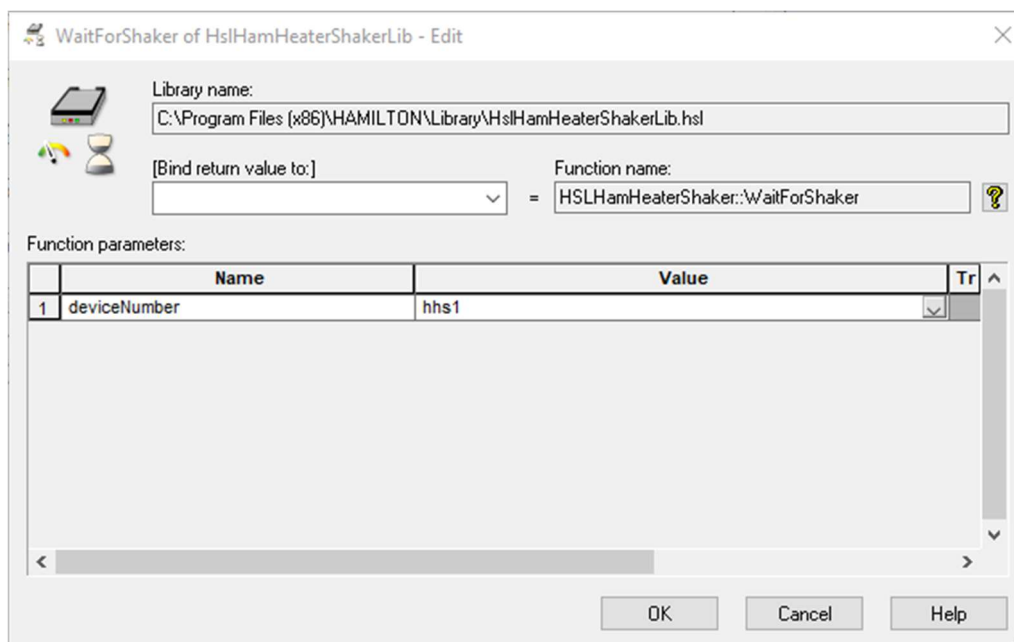 WaitForShaker of HslHamHeaterShakerLib - Edit
Library name:
C:\Program Files (x86)\HAMILTON\Library\HslHamHeaterShakerLib.hsl
[Bind return value to:]
Function name:
= HSLHamHeaterShaker::WaitForShaker
Function parameters:
Name Value Tr
1 deviceNumber hhs1
OK Cancel Help